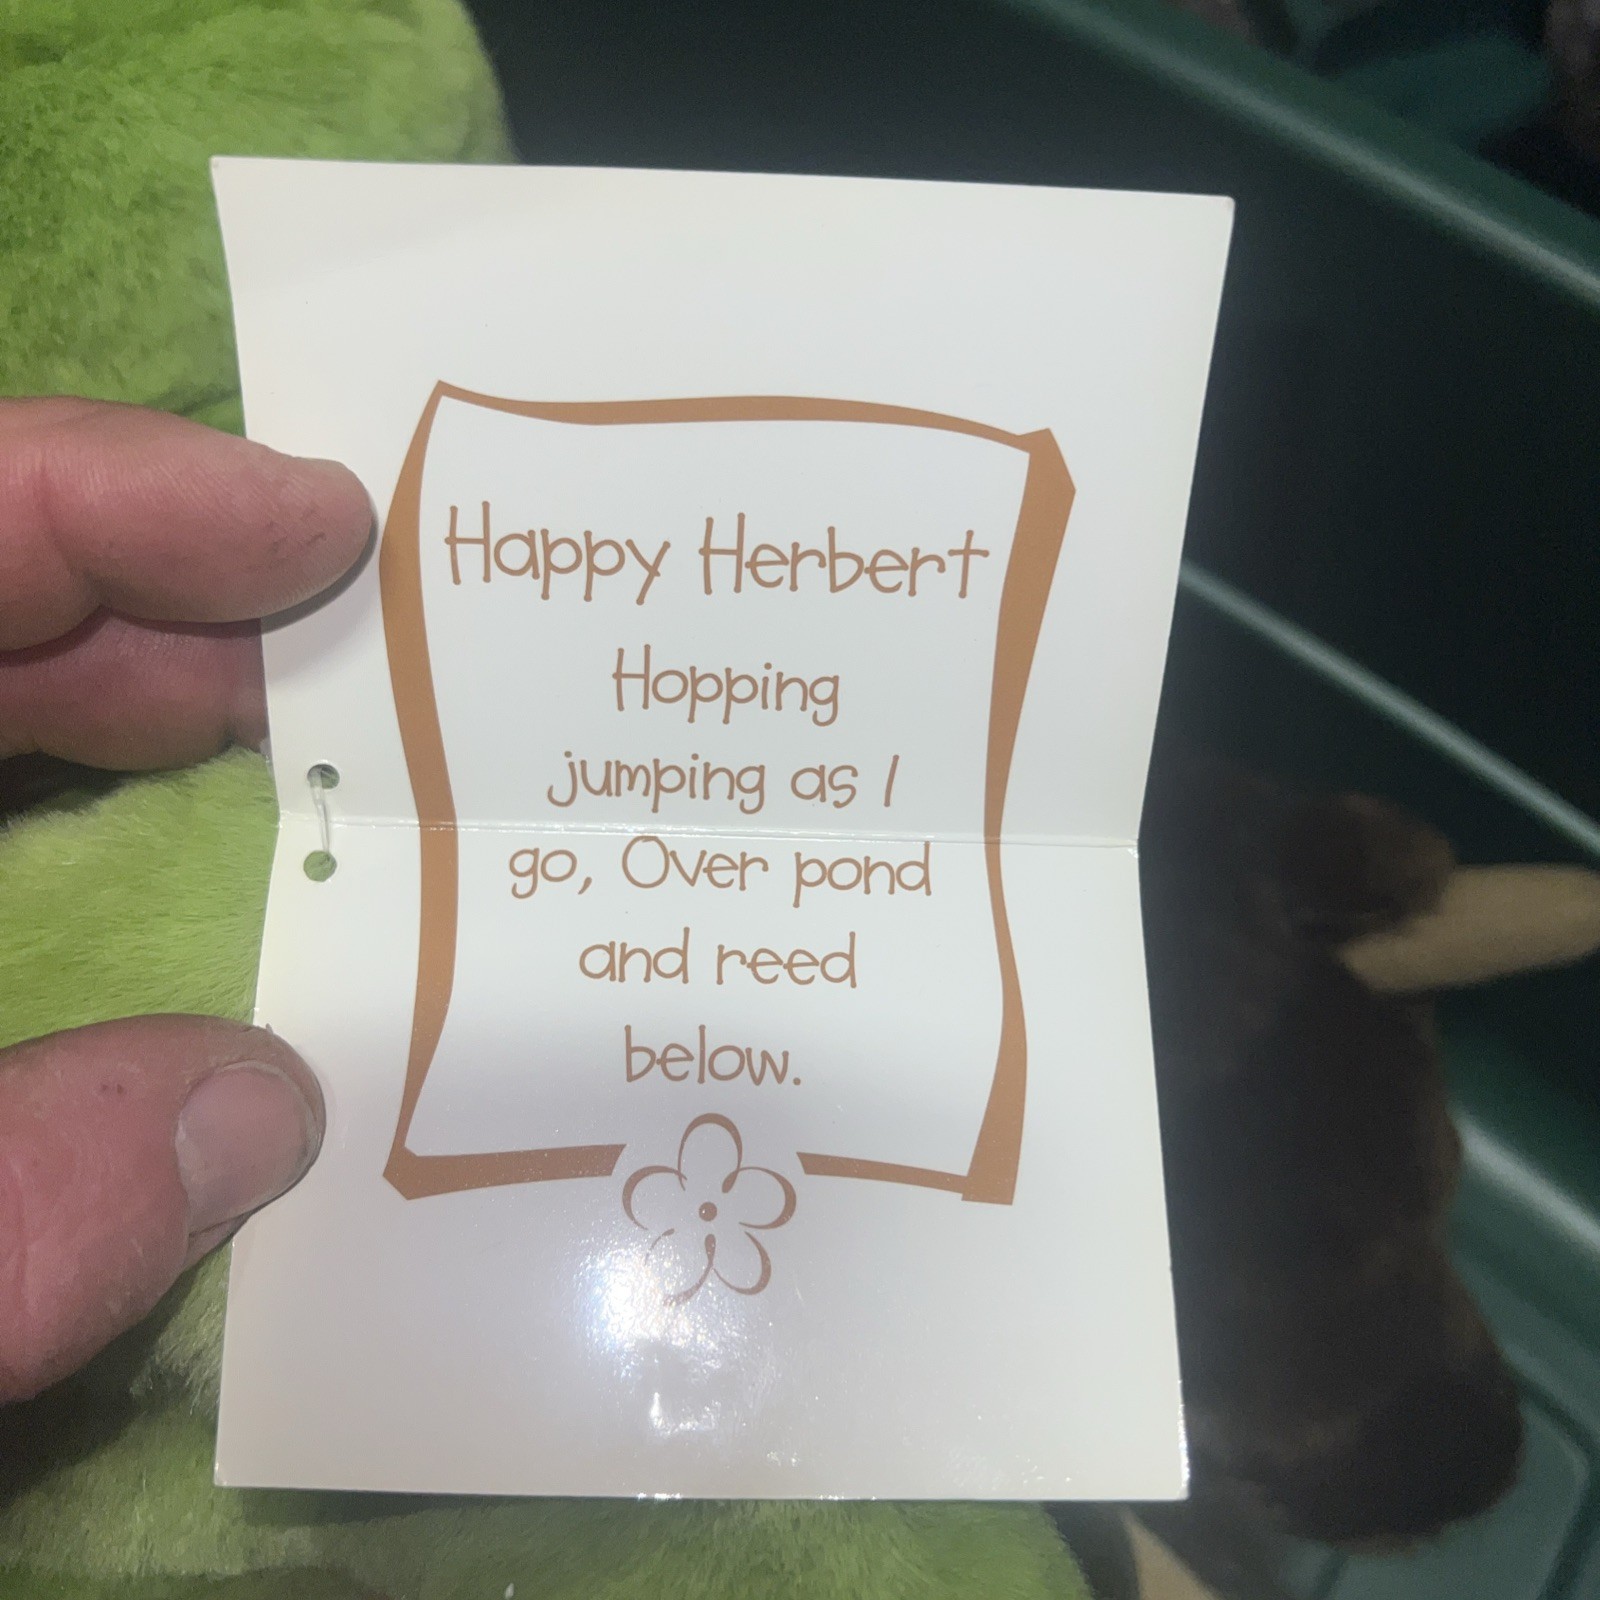 Happy Herbert
Hopping
jumping as I
go, Over pond
and reed
below.